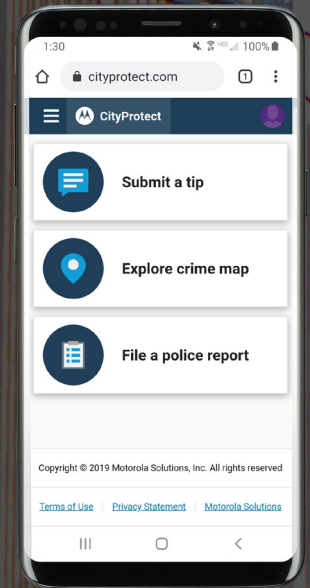 1:30 100%
cityprotect.com 1
CityProtect
Submit a tip
Explore crime map
File a police report
Copyright © 2019 Motorola Solutions, Inc. All rights reserved
Terms of Use | Privacy Statement | Motorola Solutions